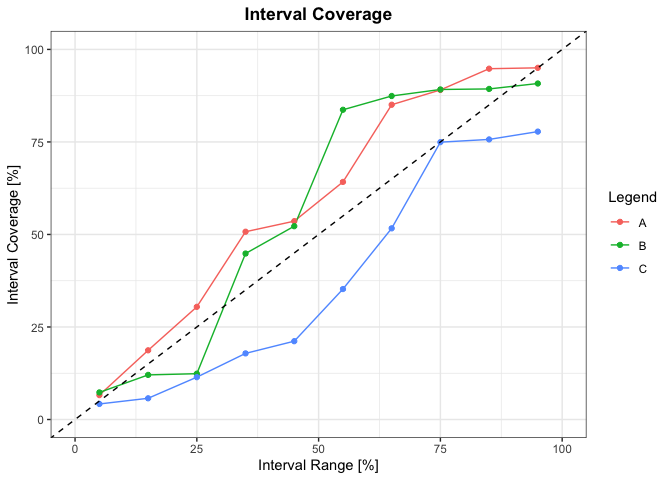 Interval Coverage
Interval Coverage [%]
100
75
50
25
0
0 25 50 75 100
Interval Range [%]
Legend
A
B
C